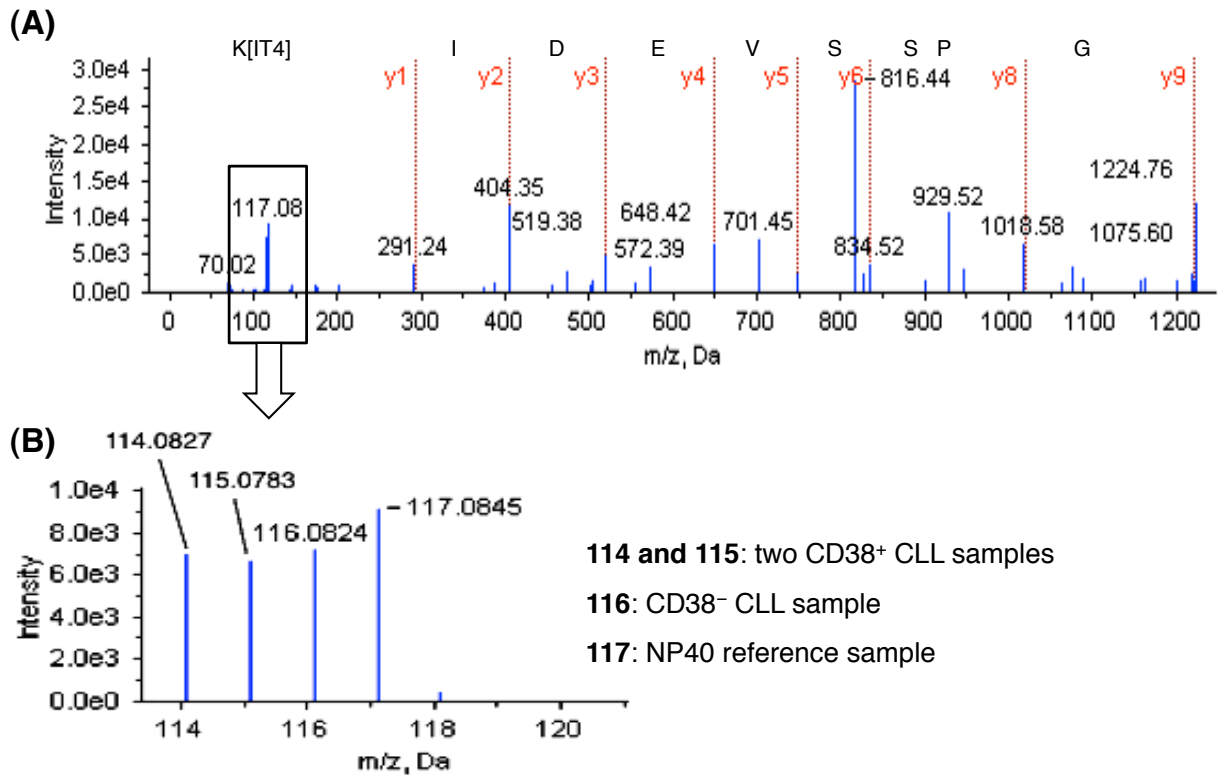 (A)
K[IT4] I D E V S S P G
3.0e4
2.5e4
2.0e4
1.5e4
1.0e4
5.0e3
0.0e0
Intensity
y1 y2 y3 y4 y5 y6 816.44 y8 y9
1224.76
404.35
117.08 519.38 648.42 929.52
701.45 1018.58 1075.60
70.02 291.24 572.39 834.52
0 100 200 300 400 500 600 700 800 900 1000 1100 1200
m/z, Da
(B)
114.0827
115.0783
1.0e4
8.0e3
6.0e3
4.0e3
2.0e3
0.0e0
Intensity
116.0824 117.0845
114 116 118 120
m/z, Da
114 and 115: two CD38⁺ CLL samples
116: CD38⁻ CLL sample
117: NP40 reference sample